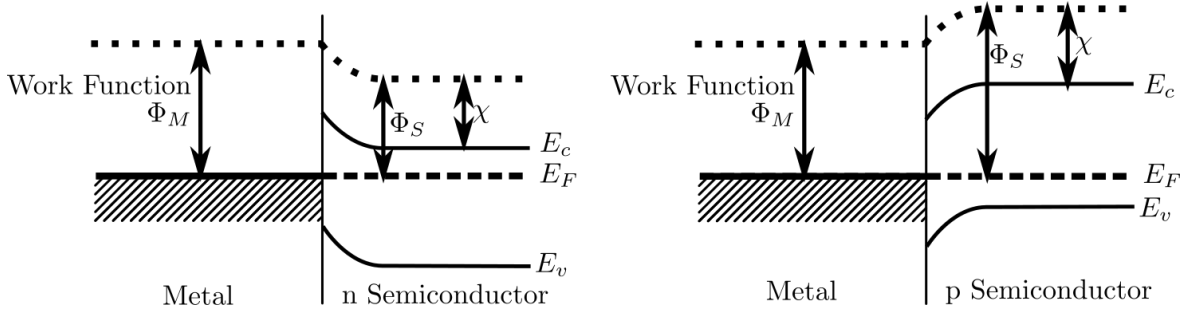 Work Function
Φ_M
Φ_S
χ
E_c
E_F
E_v
Metal
n Semiconductor
Work Function
Φ_M
Φ_S
χ
E_c
E_F
E_v
Metal
p Semiconductor